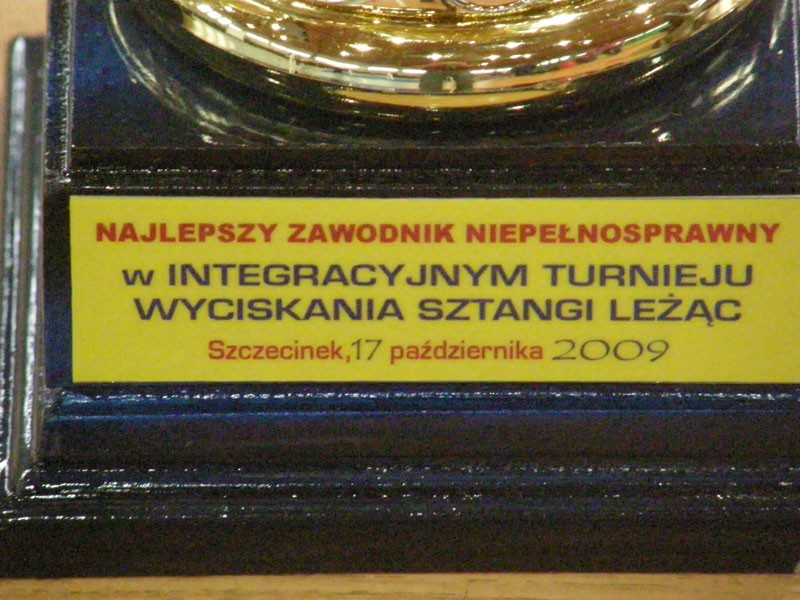 NAJLEPSZY ZAWODNIK NIEPEŁNOSPRAWNY
w INTEGRACYJNYM TURNIEJU
WYCISKANIA SZTANGI LEŻĄC
Szczecinek,17 października 2009